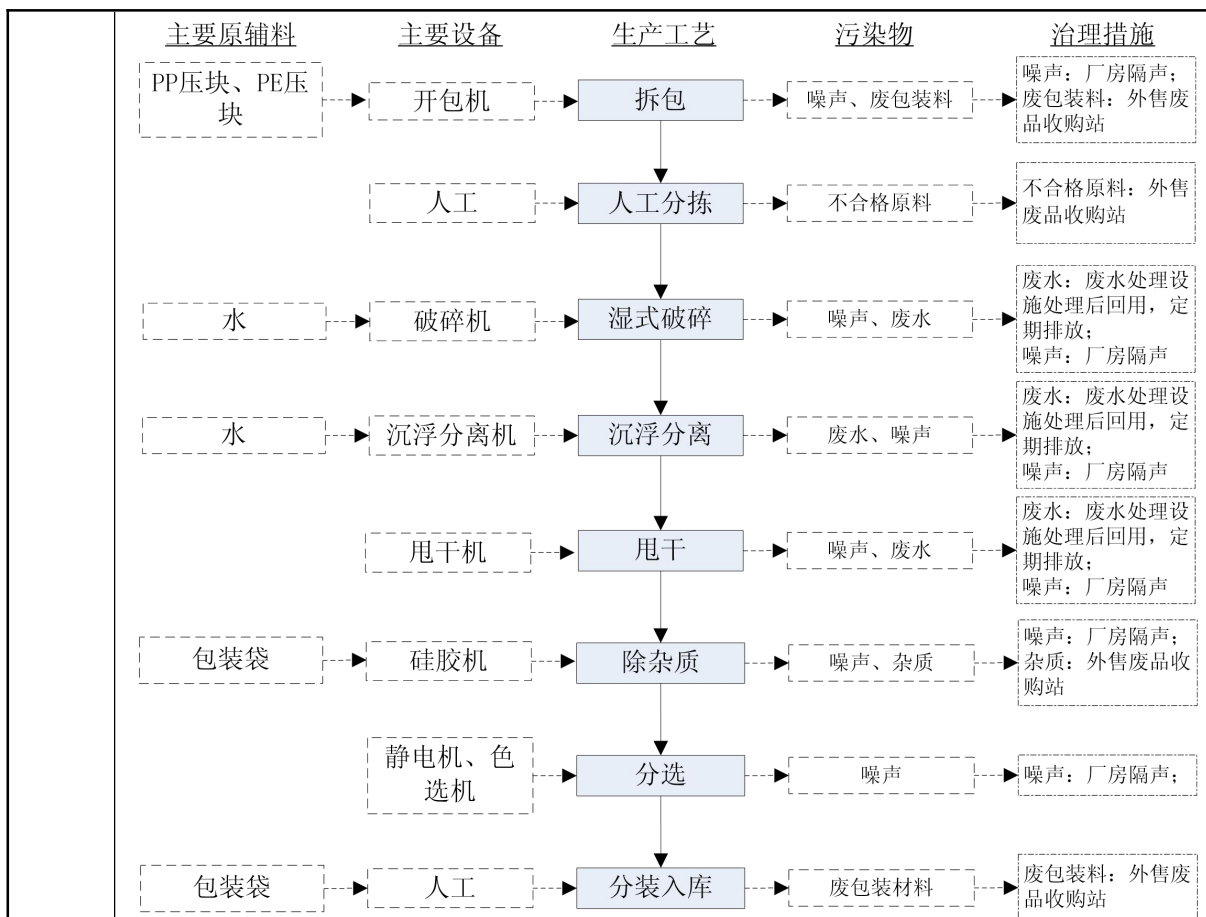 主要原辅料 主要设备 生产工艺 污染物 治理措施
PP压块、PE压
块
开包机
拆包
噪声、废包装料
噪声：厂房隔声；
废包装料：外售废
品收购站
人工
人工分拣
不合格原料
不合格原料：外售
废品收购站
水
破碎机
湿式破碎
噪声、废水
废水：废水处理设
施处理后回用，定
期排放；
噪声：厂房隔声
水
沉浮分离机
沉浮分离
废水、噪声
废水：废水处理设
施处理后回用，定
期排放；
噪声：厂房隔声
甩干机
甩干
噪声、废水
废水：废水处理设
施处理后回用，定
期排放；
噪声：厂房隔声
包装袋
硅胶机
除杂质
噪声、杂质
噪声：厂房隔声；
杂质：外售废品收
购站
静电机、色
选机
分选
噪声
噪声：厂房隔声；
包装袋
人工
分装入库
废包装材料
废包装料：外售废
品收购站